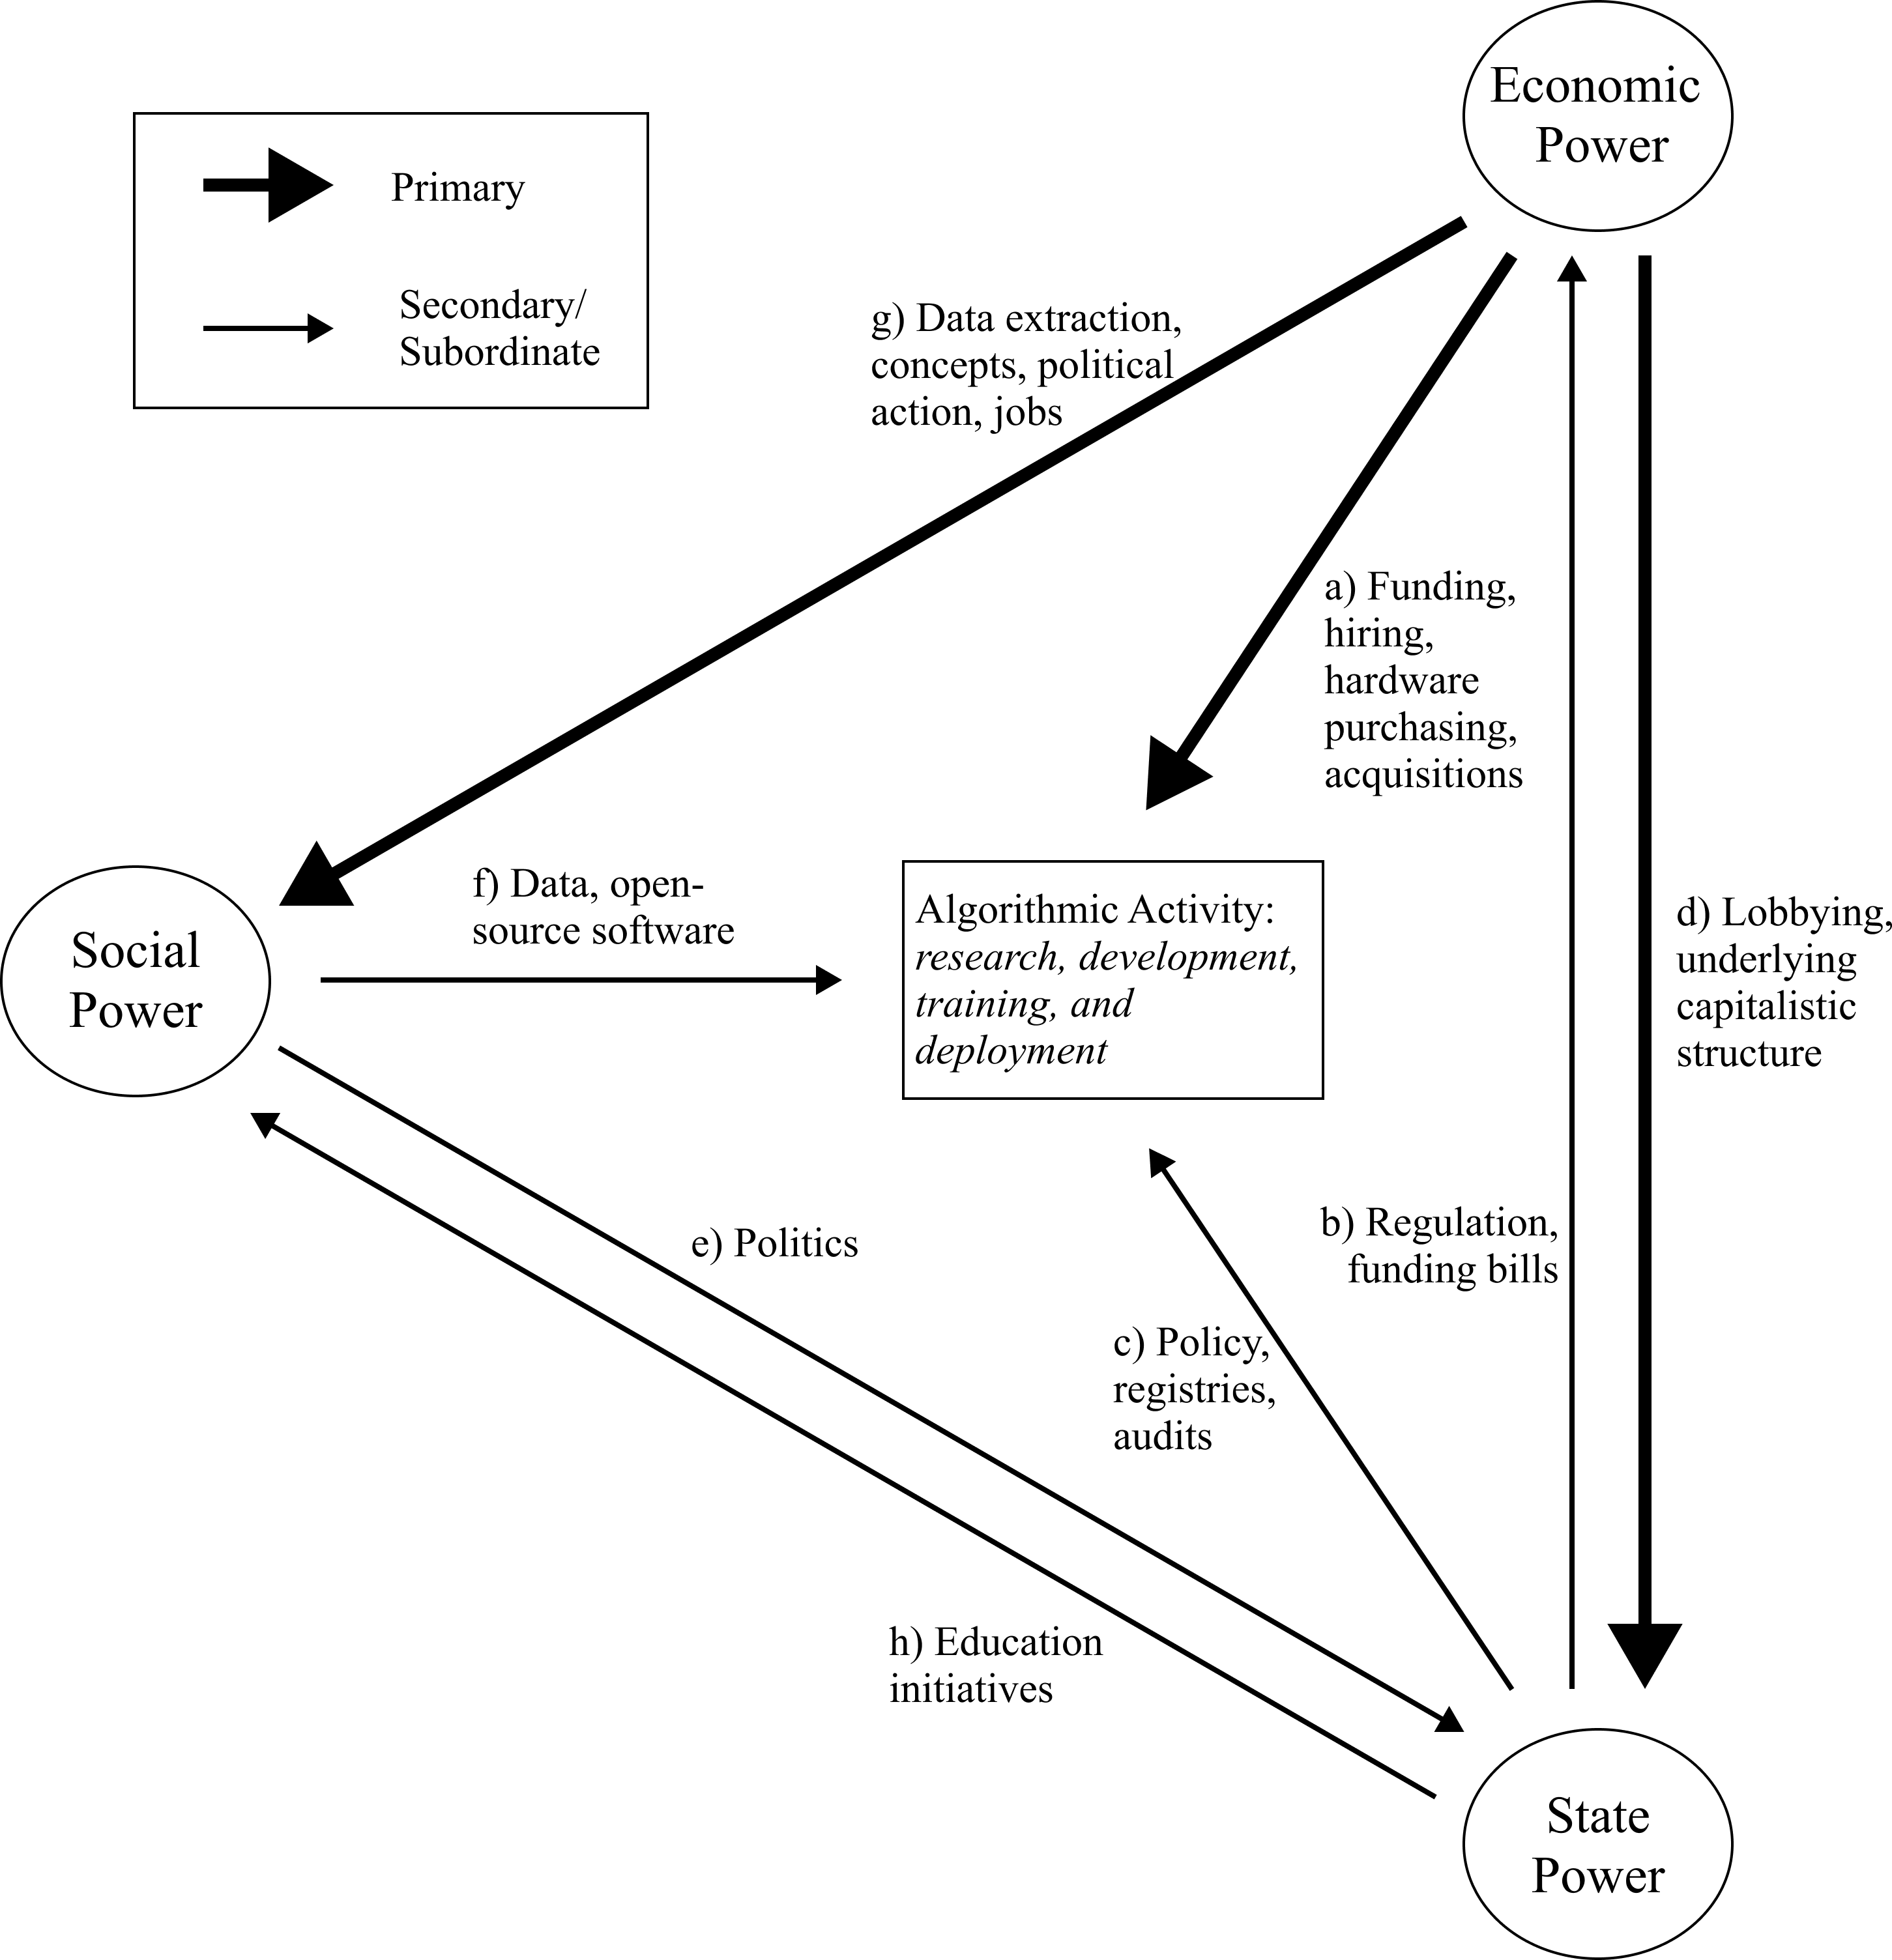 Economic
Power
Primary
Secondary/
Subordinate
g) Data extraction,
concepts, political
action, jobs
a) Funding,
hiring,
hardware
purchasing,
acquisitions
f) Data, open-
source software
Social
Power
Algorithmic Activity:
research, development,
training, and
deployment
d) Lobbying,
underlying
capitalistic
structure
e) Politics
b) Regulation,
funding bills
c) Policy,
registries,
audits
h) Education
initiatives
State
Power